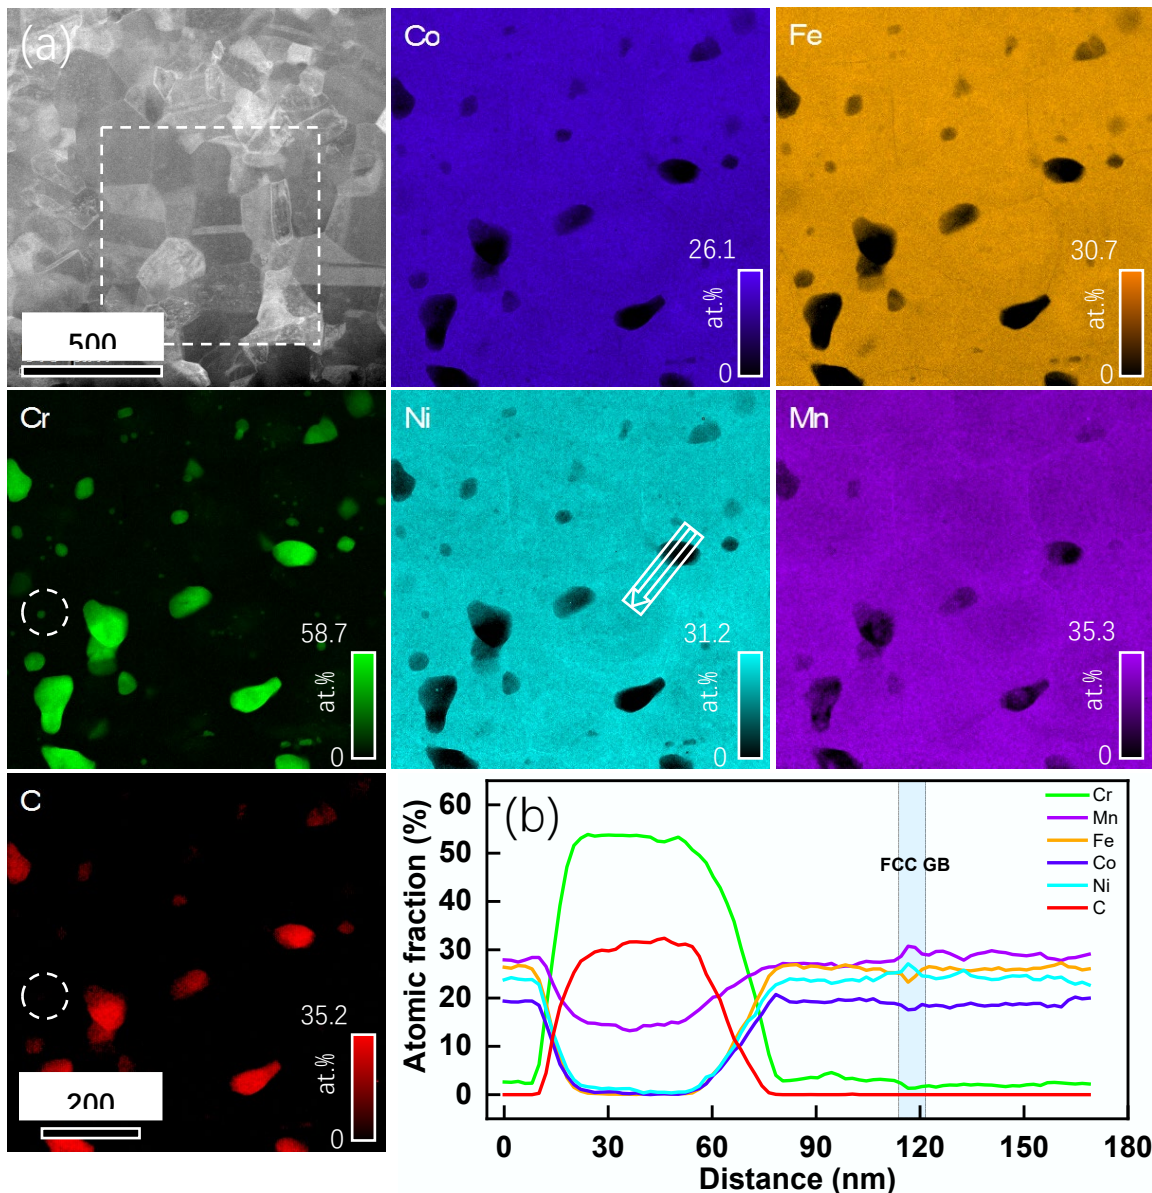 (a)
500
Co
26.1
at.%
0
Fe
30.7
at.%
0
Cr
58.7
at.%
0
Ni
31.2
at.%
0
Mn
35.3
at.%
0
C
35.2
at.%
0
200
(b)
Atomic fraction (%)
60
50
40
30
20
10
0
FCC GB
Cr
Mn
Fe
Co
Ni
C
0 30 60 90 120 150 180
Distance (nm)